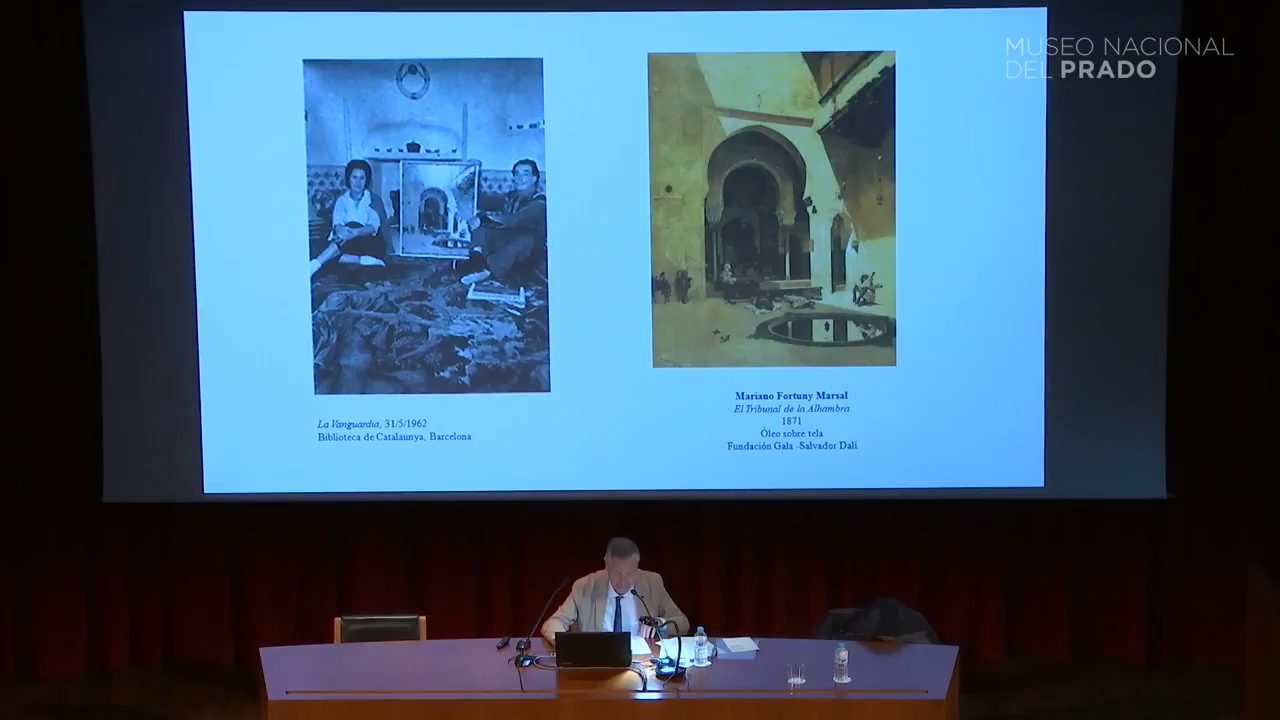 MUSEO NACIONAL
DEL PRADO
La Vanguardia, 31/5/1962
Biblioteca de Catalaunya, Barcelona
Mariano Fortuny Marsal
El Tribunal de la Alhambra
1871
Óleo sobre tela
Fundación Gala -Salvador Dalí